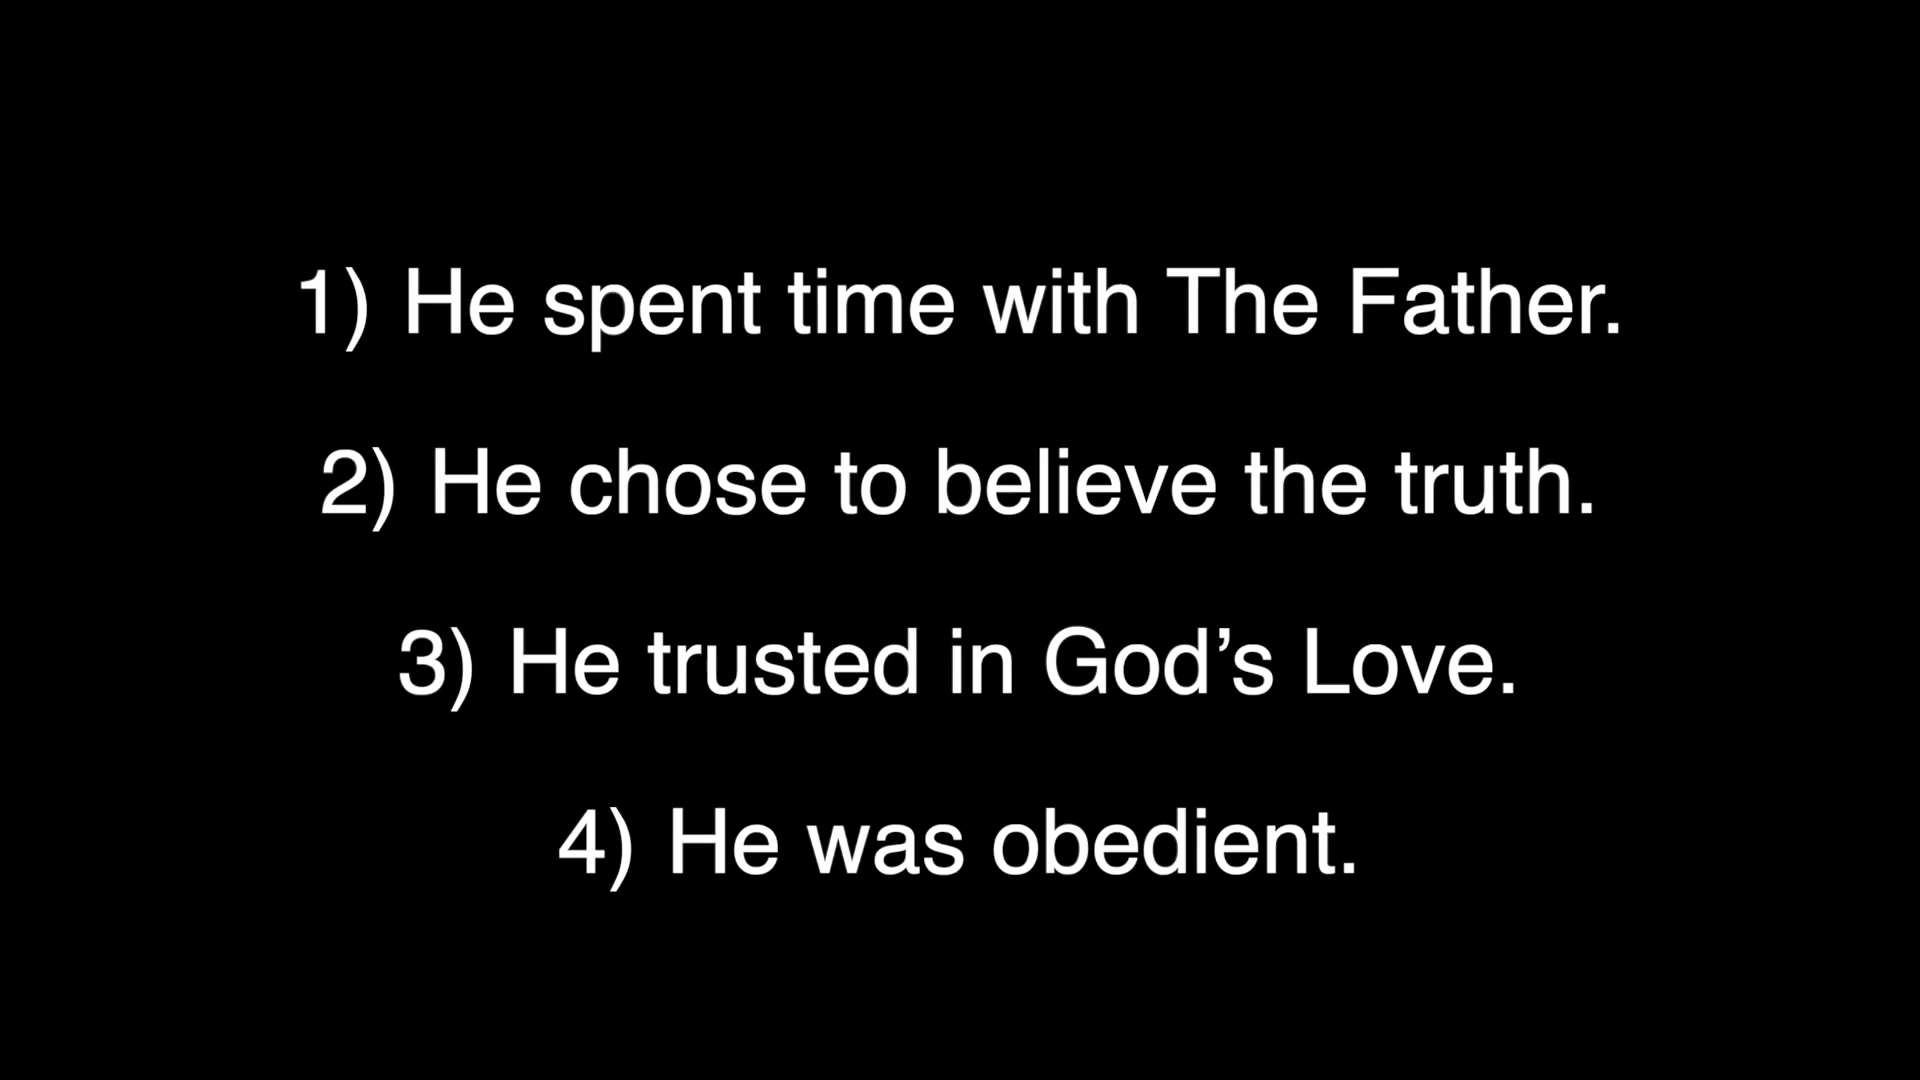 1) He spent time with The Father.
2) He chose to believe the truth.
3) He trusted in God’s Love.
4) He was obedient.